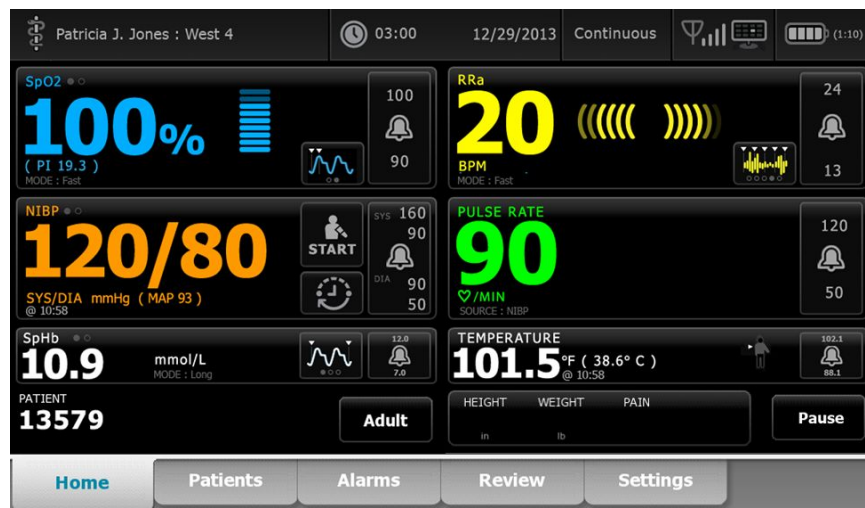 Patricia J. Jones : West 4
03:00
12/29/2013
Continuous
(1:10)
SpO2
100%
( PI 19.3 )
MODE : Fast
100
90
RRa
20
BPM
MODE : Fast
24
13
NIBP
120/80
SYS/DIA mmHg ( MAP 93 )
@ 10:58
START
SYS 160
90
DIA 90
50
PULSE RATE
90
/MIN
SOURCE : NIBP
120
50
SpHb
10.9 mmol/L
MODE : Long
12.0
7.0
TEMPERATURE
101.5 °F ( 38.6° C )
@ 10:58
102.1
88.1
PATIENT
13579
Adult
HEIGHT WEIGHT PAIN
in lb
Pause
Home Patients Alarms Review Settings